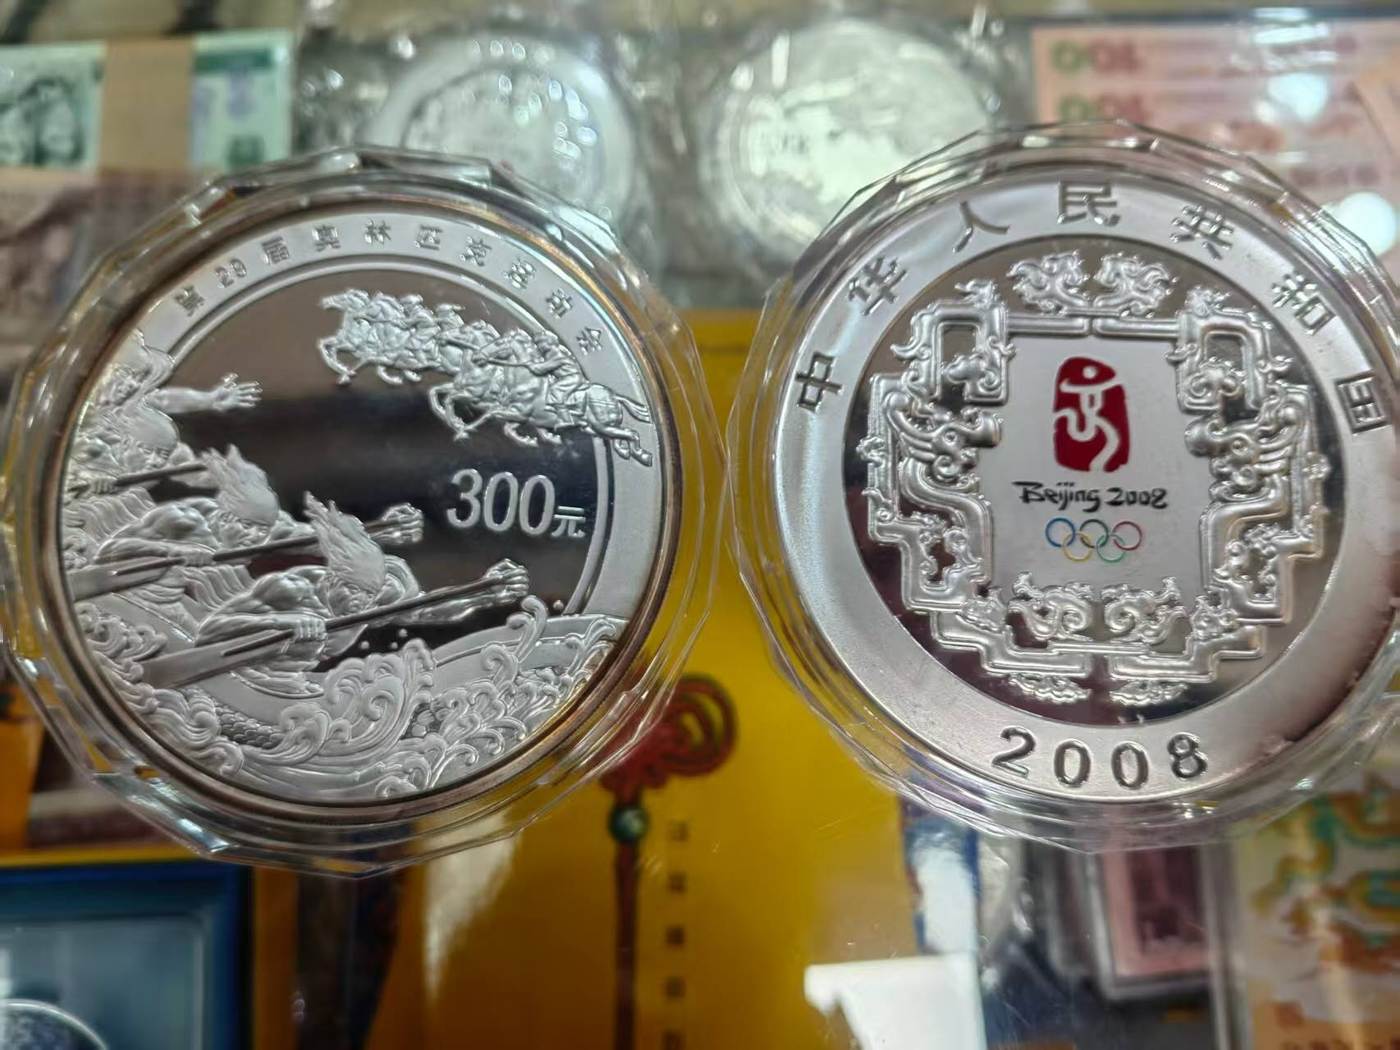 第29届奥林匹克运动会
300元
中华人民共和国
Beijing 2008
2008